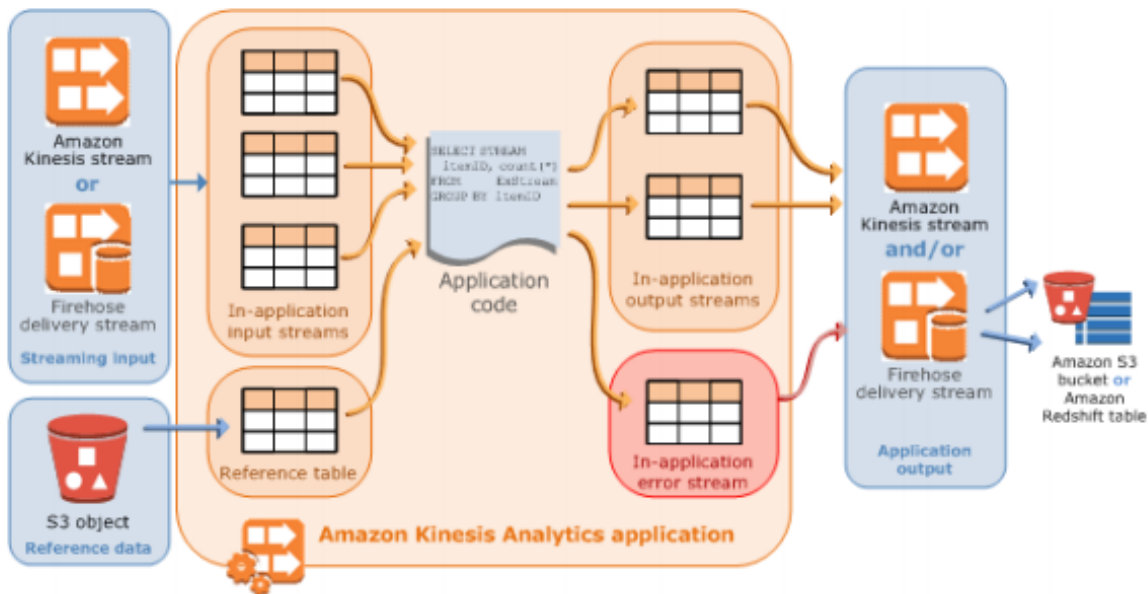 Amazon
Kinesis stream
or
Firehose
delivery stream
Streaming input
S3 object
Reference data
In-application
input streams
Reference table
SELECT STREAM
itemID, count(*)
FROM
GROUP BY itemID
Application
code
In-application
output streams
In-application
error stream
Amazon Kinesis Analytics application
Amazon
Kinesis stream
and/or
Firehose
delivery stream
Application
output
Amazon S3
bucket or
Amazon
Redshift table